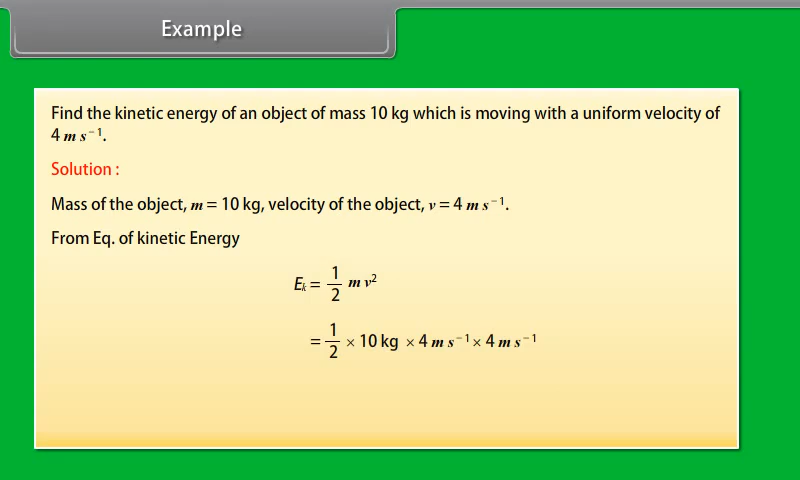 Example
Find the kinetic energy of an object of mass 10 kg which is moving with a uniform velocity of
4 m s⁻¹.
Solution :
Mass of the object, m = 10 kg, velocity of the object, v = 4 m s⁻¹.
From Eq. of kinetic Energy
Eₖ = 1/2 m v²
= 1/2 × 10 kg × 4 m s⁻¹ × 4 m s⁻¹